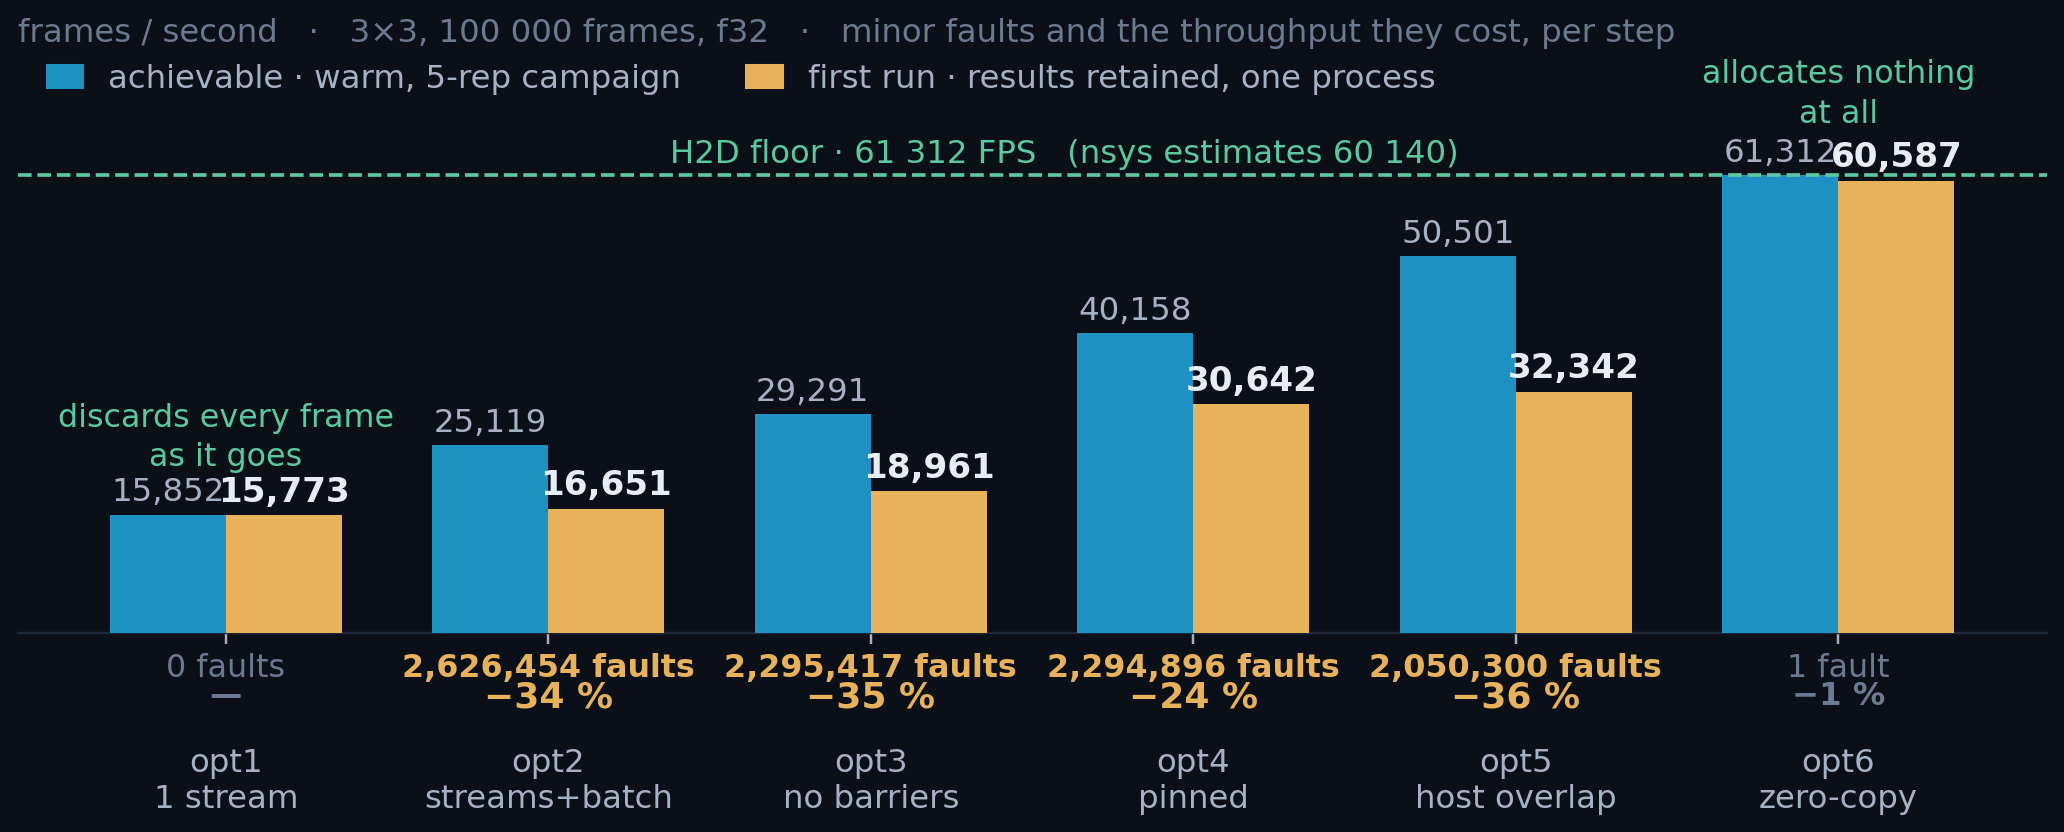 frames / second · 3×3, 100 000 frames, f32 · minor faults and the throughput they cost, per step
achievable · warm, 5-rep campaign
first run · results retained, one process
allocates nothing
at all
H2D floor · 61 312 FPS (nsys estimates 60 140)
61,312
60,587
50,501
40,158
32,342
30,642
29,291
25,119
discards every frame
as it goes
18,961
16,651
15,852
15,773
0 faults
—
2,626,454 faults
−34 %
2,295,417 faults
−35 %
2,294,896 faults
−24 %
2,050,300 faults
−36 %
1 fault
−1 %
opt1
1 stream
opt2
streams+batch
opt3
no barriers
opt4
pinned
opt5
host overlap
opt6
zero-copy